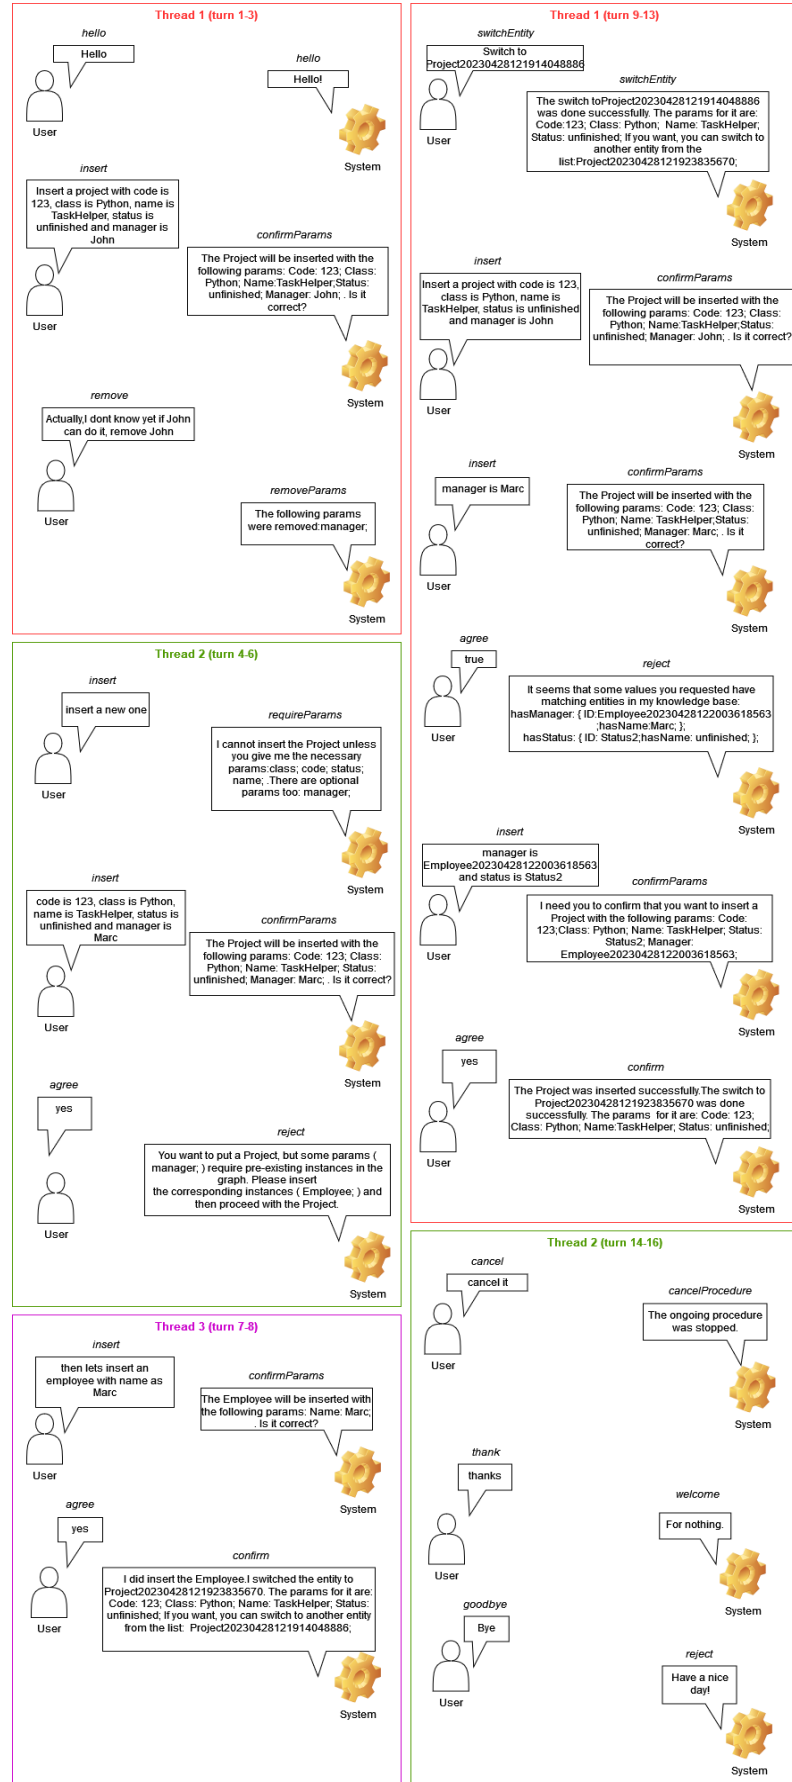 Thread 1 (turn 1-3)
hello
Hello
User
hello
Hello!
System
insert
Insert a project with code is
123, class is Python, name is
TaskHelper, status is
unfinished and manager is
John
User
confirmParams
The Project will be inserted with the
following params: Code: 123; Class:
Python; Name:TaskHelper;Status:
unfinished; Manager: John; . Is it
correct?
System
remove
Actually,I dont know yet if John
can do it, remove John
User
removeParams
The following params
were removed:manager;
System
Thread 2 (turn 4-6)
insert
insert a new one
User
requireParams
I cannot insert the Project unless
you give me the necessary
params:class; code; status;
name; .There are optional
params too: manager;
System
insert
code is 123, class is Python,
name is TaskHelper, status is
unfinished and manager is
Marc
User
confirmParams
The Project will be inserted with the
following params: Code: 123; Class:
Python; Name: TaskHelper; Status:
unfinished; Manager: Marc; . Is it correct?
System
agree
yes
User
reject
You want to put a Project, but some params (
manager; ) require pre-existing instances in the
graph. Please insert
the corresponding instances ( Employee; ) and
then proceed with the Project.
System
Thread 3 (turn 7-8)
insert
then lets insert an
employee with name as
Marc
User
confirmParams
The Employee will be inserted with
the following params: Name: Marc;
. Is it correct?
System
agree
yes
User
confirm
I did insert the Employee.I switched the entity to
Project20230428121923835670. The params for it are:
Code: 123; Class: Python; Name: TaskHelper; Status:
unfinished; If you want, you can switch to another entity
from the list: Project20230428121914048886;
System
Thread 1 (turn 9-13)
switchEntity
Switch to
Project20230428121914048886
User
switchEntity
The switch toProject20230428121914048886
was done successfully. The params for it are:
Code:123; Class: Python; Name: TaskHelper;
Status: unfinished; If you want, you can switch to
another entity from the
list:Project20230428121923835670;
System
insert
Insert a project with code is 123,
class is Python, name is
TaskHelper, status is unfinished
and manager is John
User
confirmParams
The Project will be inserted with the
following params: Code: 123; Class:
Python; Name:TaskHelper;Status:
unfinished; Manager: John; . Is it correct?
System
insert
manager is Marc
User
confirmParams
The Project will be inserted with the
following params: Code: 123; Class:
Python; Name: TaskHelper;Status:
unfinished; Manager: Marc; . Is it
correct?
System
agree
true
User
reject
It seems that some values you requested have
matching entities in my knowledge base:
hasManager: { ID:Employee20230428122003618563
;hasName:Marc; };
hasStatus: { ID: Status2;hasName: unfinished; };
System
insert
manager is
Employee20230428122003618563
and status is Status2
User
confirmParams
I need you to confirm that you want to insert a
Project with the following params: Code:
123;Class: Python; Name: TaskHelper; Status:
Status2; Manager:
Employee20230428122003618563;
System
agree
yes
User
confirm
The Project was inserted successfully.The switch to
Project20230428121923835670 was done
successfully. The params for it are: Code: 123;
Class: Python; Name:TaskHelper; Status: unfinished;
System
Thread 2 (turn 14-16)
cancel
cancel it
User
cancelProcedure
The ongoing procedure
was stopped.
System
thank
thanks
User
welcome
For nothing.
System
goodbye
Bye
User
reject
Have a nice
day!
System